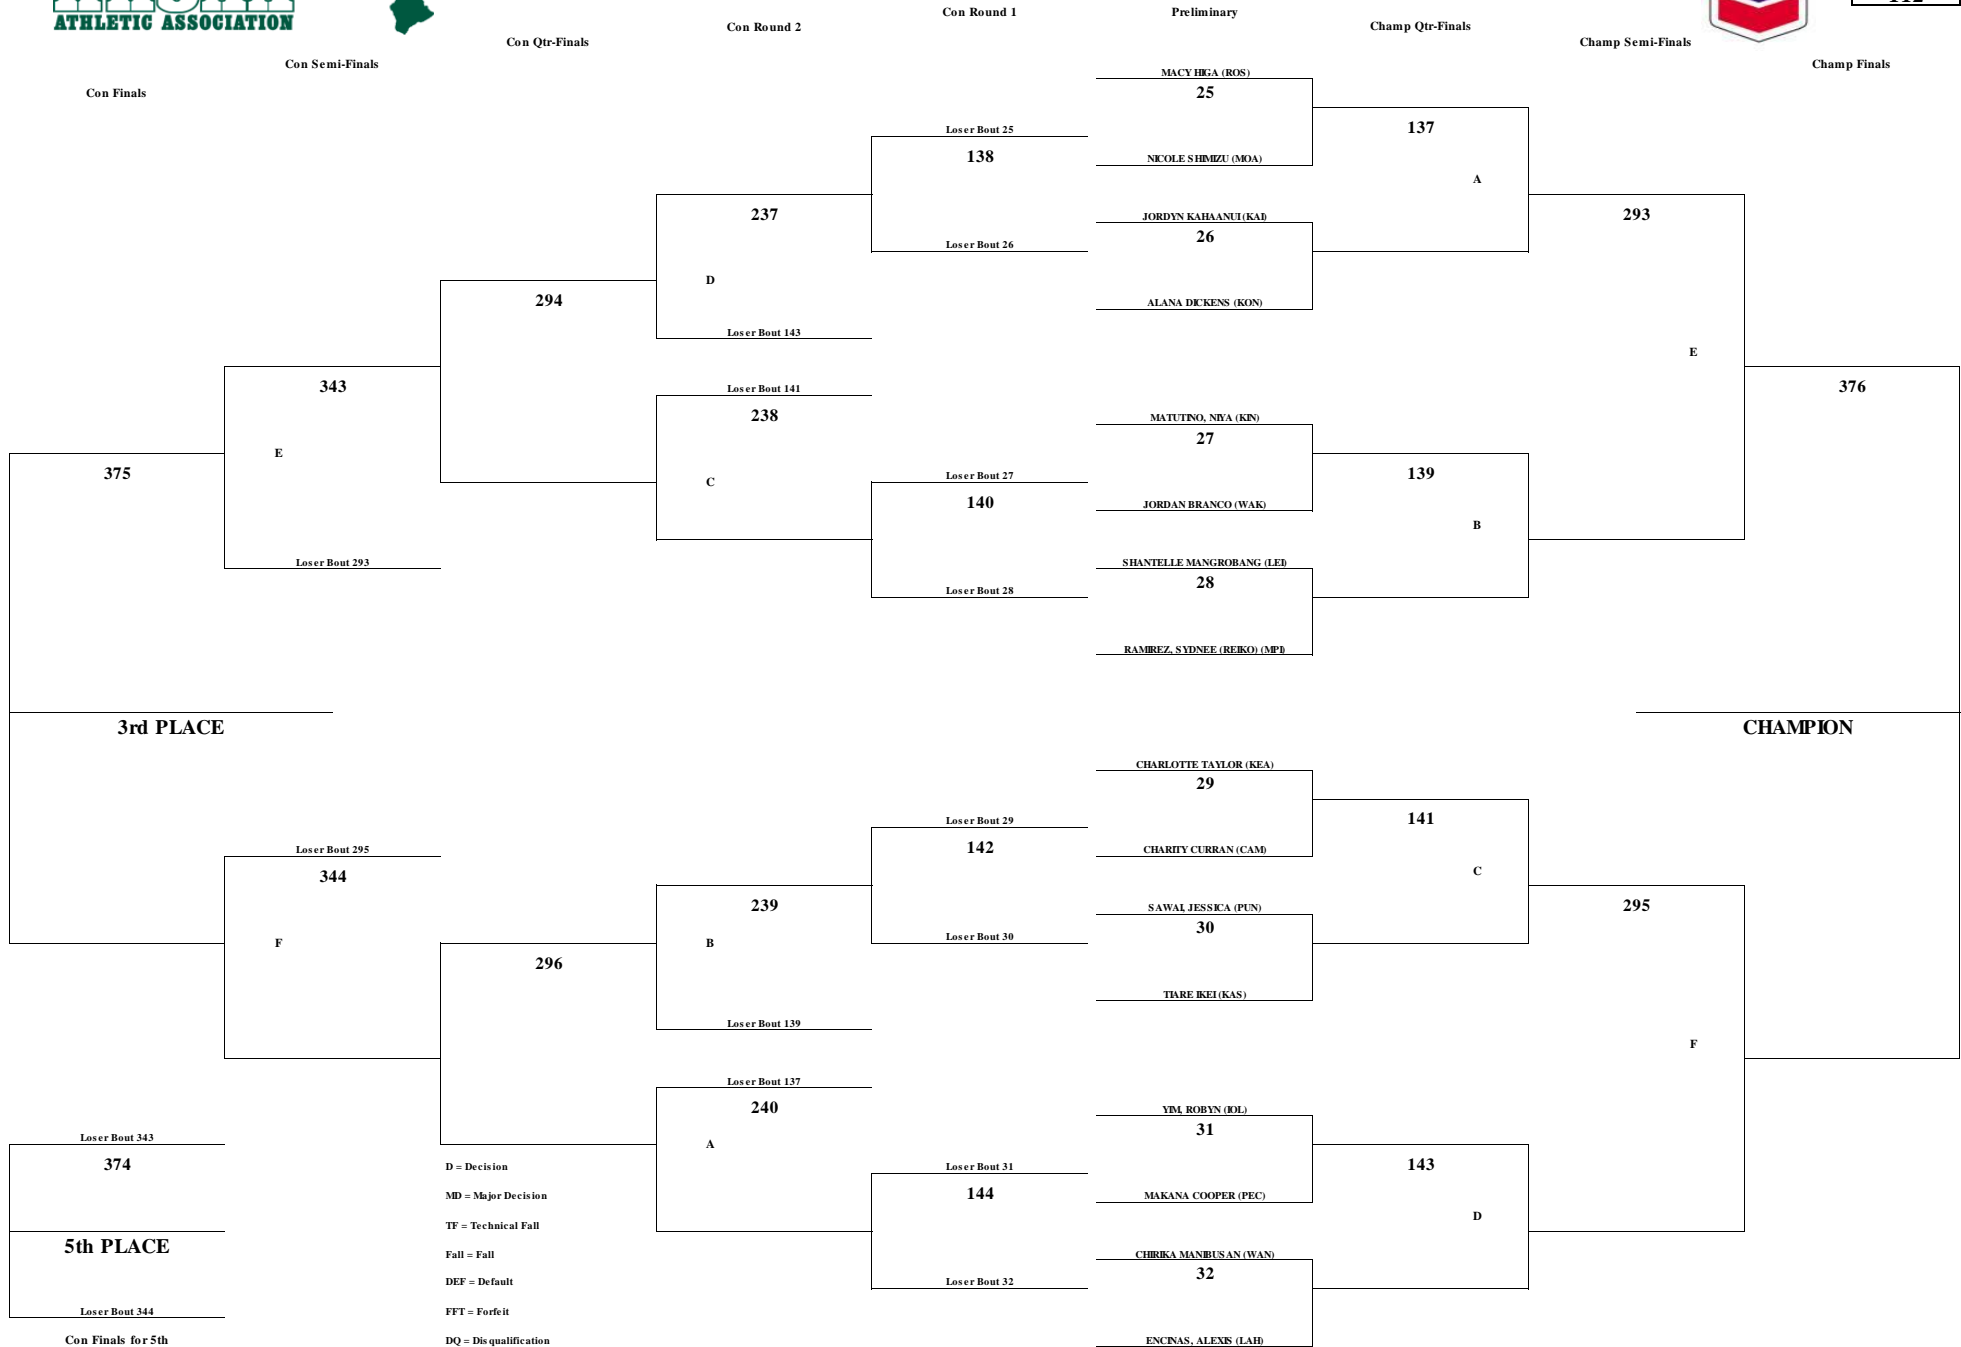 ATHLETIC ASSOCIATION
Con Finals
Con Semi-Finals
Con Qtr-Finals
Con Round 2
Con Round 1
Preliminary
Champ Qtr-Finals
Champ Semi-Finals
Champ Finals
MACY HIGA (ROS)
25
NICOLE SHIMIZU (MOA)
JORDYN KAHAANUI (KAI)
26
ALANA DICKENS (KON)
MATUTINO, NIYA (KIN)
27
JORDAN BRANCO (WAK)
SHANTELLE MANGROBANG (LEI)
28
RAMIREZ, SYDNEE (REIKO) (MPI)
CHARLOTTE TAYLOR (KEA)
29
CHARITY CURRAN (CAM)
SAWAI, JESSICA (PUN)
30
TIARE IKEI (KAS)
YIM, ROBYN (IOL)
31
MAKANA COOPER (PEC)
CHIRIKA MANIBUSAN (WAN)
32
ENCINAS, ALEXIS (LAH)
137
A
139
B
141
C
143
D
293
E
295
F
376
CHAMPION
Loser Bout 25
138
Loser Bout 26
Loser Bout 27
140
Loser Bout 28
Loser Bout 29
142
Loser Bout 30
Loser Bout 31
144
Loser Bout 32
237
D
Loser Bout 143
Loser Bout 141
238
C
239
B
Loser Bout 139
Loser Bout 137
240
A
294
296
343
E
Loser Bout 293
Loser Bout 295
344
F
375
3rd PLACE
Loser Bout 343
374
5th PLACE
Loser Bout 344
Con Finals for 5th
D = Decision
MD = Major Decision
TF = Technical Fall
Fall = Fall
DEF = Default
FFT = Forfeit
DQ = Disqualification